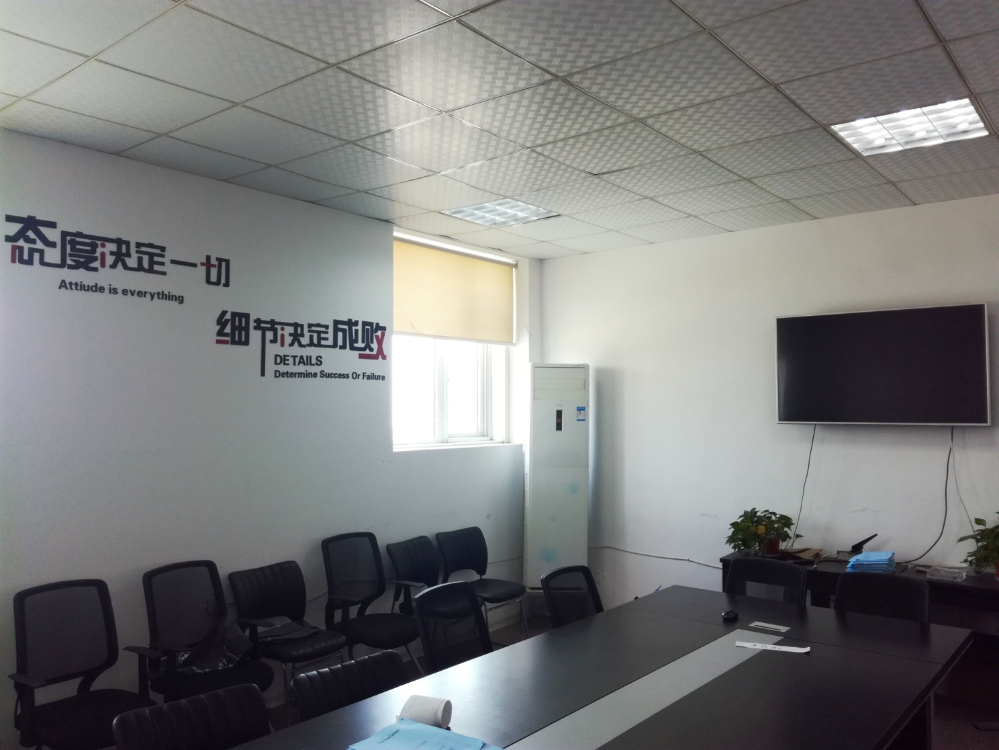 态度决定一切
Attiude is everything
细节决定成败
DETAILS
Determine Success Or Failure